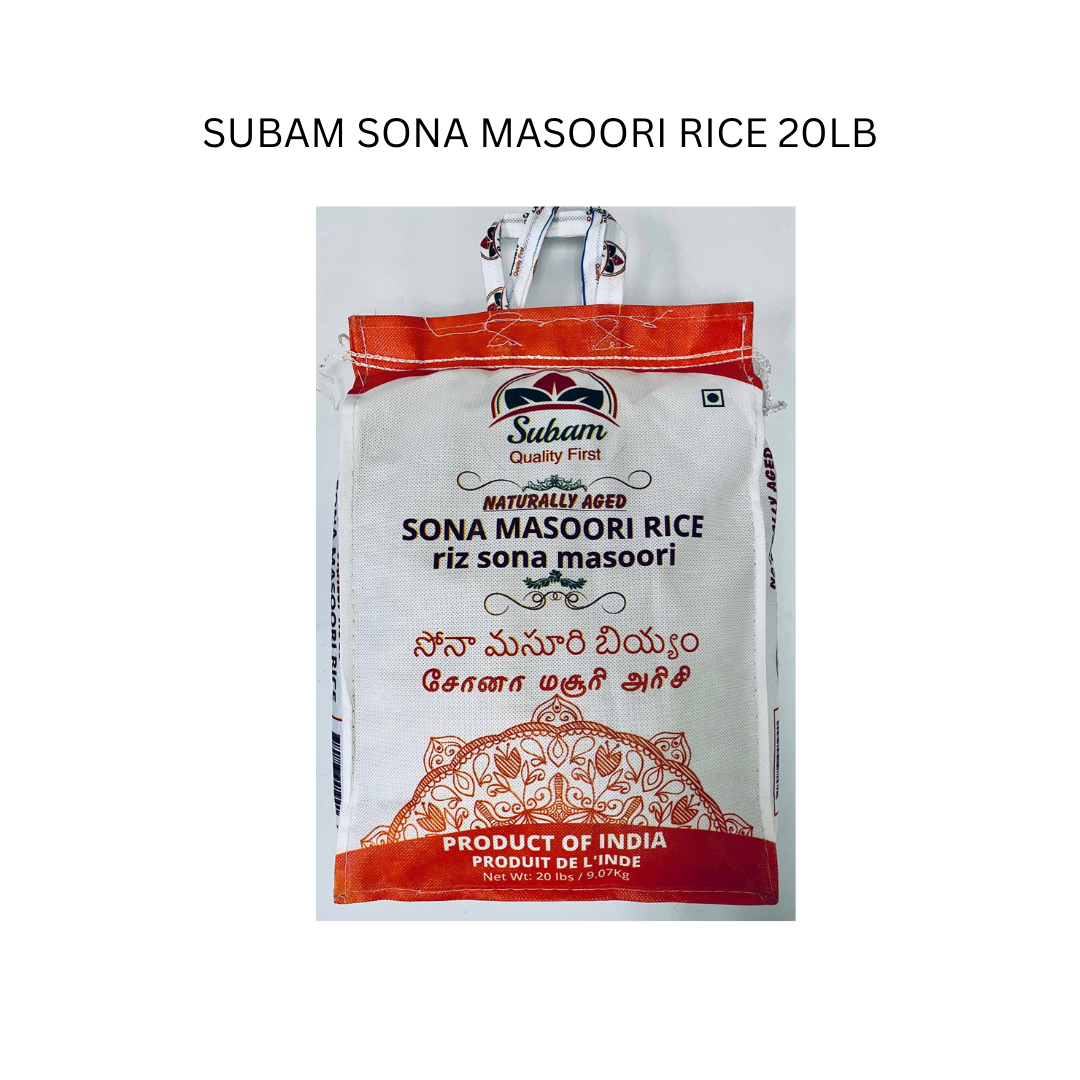 SUBAM SONA MASOORI RICE 20LB
Subam
Quality First
NATURALLY AGED
SONA MASOORI RICE
riz sona masoori
సోనా మసూరి బియ్యం
சோனா மசூரி அரிசி
PRODUCT OF INDIA
PRODUIT DE L'INDE
Net Wt: 20 lbs / 9.07Kg